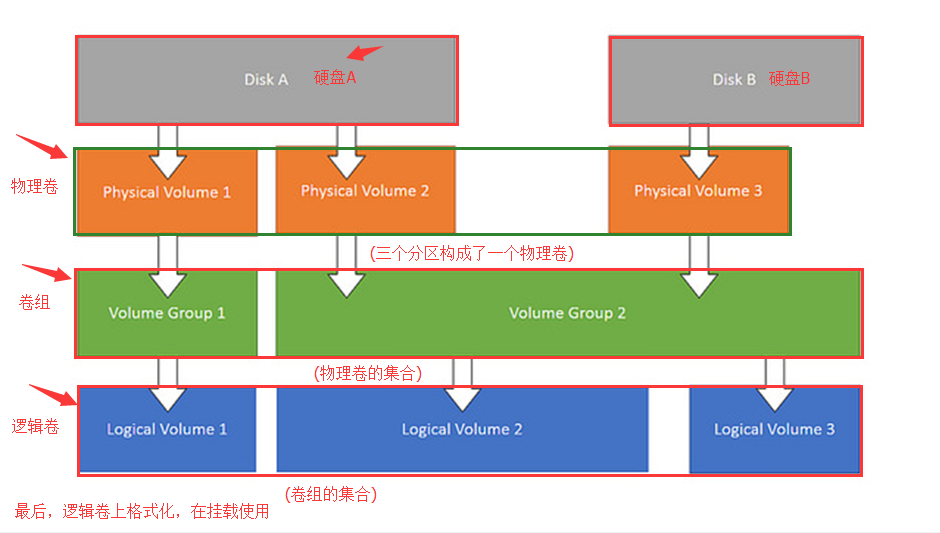 Disk A 硬盘A
Disk B 硬盘B
物理卷
Physical Volume 1
Physical Volume 2
Physical Volume 3
(三个分区构成了一个物理卷)
卷组
Volume Group 1
Volume Group 2
(物理卷的集合)
逻辑卷
Logical Volume 1
Logical Volume 2
Logical Volume 3
(卷组的集合)
最后，逻辑卷上格式化，在挂载使用